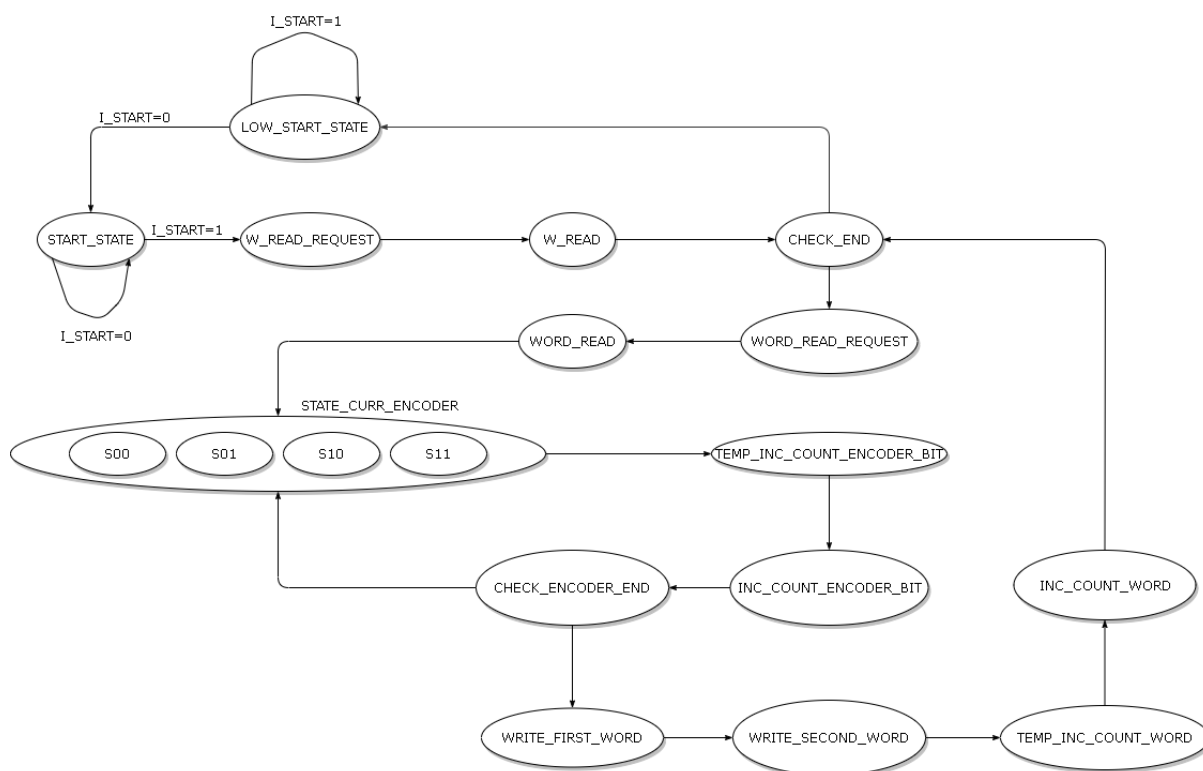 I_START=1
LOW_START_STATE
I_START=0
START_STATE
I_START=1
W_READ_REQUEST
W_READ
CHECK_END
I_START=0
WORD_READ
WORD_READ_REQUEST
STATE_CURR_ENCODER
S00
S01
S10
S11
TEMP_INC_COUNT_ENCODER_BIT
CHECK_ENCODER_END
INC_COUNT_ENCODER_BIT
INC_COUNT_WORD
WRITE_FIRST_WORD
WRITE_SECOND_WORD
TEMP_INC_COUNT_WORD